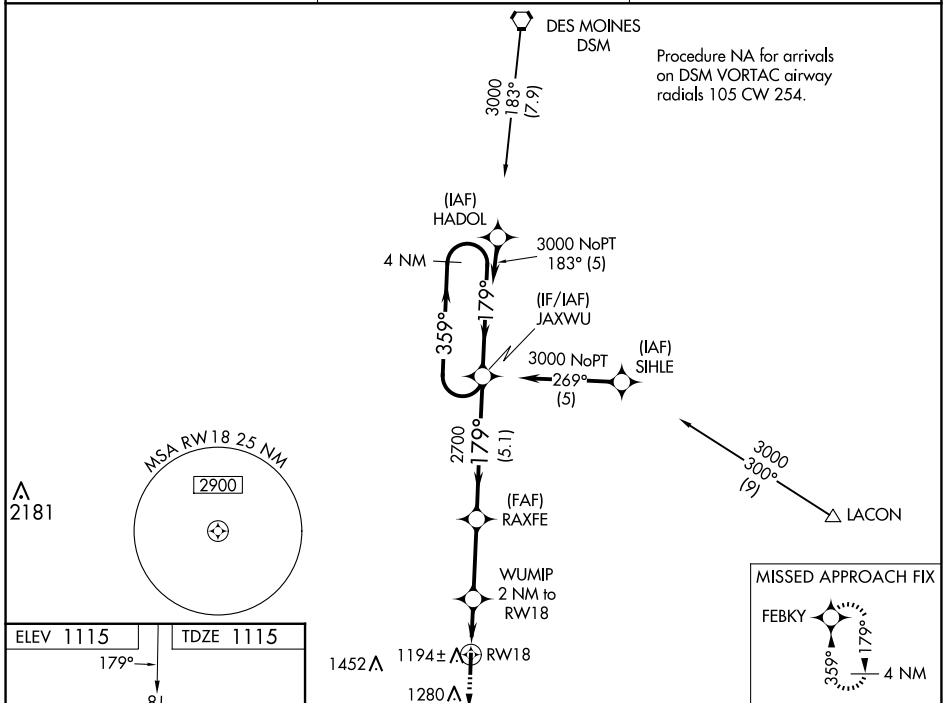 DES MOINES
DSM
Procedure NA for arrivals
on DSM VORTAC airway
radials 105 CW 254.
3000
183°
(7.9)
(IAF)
HADOL
4 NM
3000 NoPT
183° (5)
179°
359°
(IF/IAF)
JAXWU
3000 NoPT
269°
(5)
(IAF)
SIHLE
2700
179°
(5.1)
3000
300°
(9)
LACON
MSA RW18 25 NM
2900
2181
(FAF)
RAXFE
WUMIP
2 NM to
RW18
MISSED APPROACH FIX
FEBKY
359°
179°
4 NM
ELEV 1115
TDZE 1115
179°
1452
1194±
RW18
1280